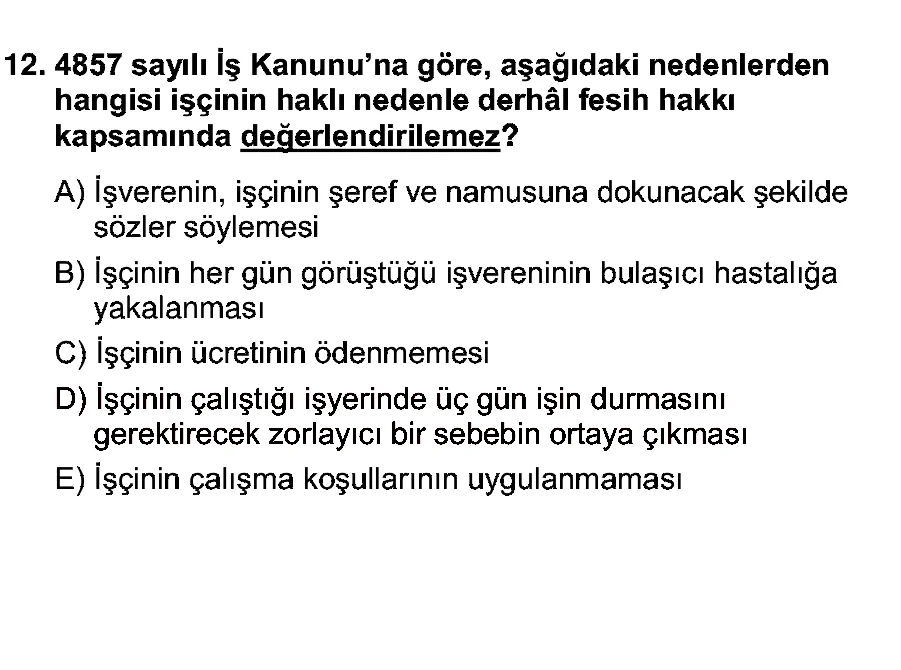 12. 4857 sayılı İş Kanunu’na göre, aşağıdaki nedenlerden
hangisi işçinin haklı nedenle derhâl fesih hakkı
kapsamında değerlendirilemez?
A) İşverenin, işçinin şeref ve namusuna dokunacak şekilde
sözler söylemesi
B) İşçinin her gün görüştüğü işvereninin bulaşıcı hastalığa
yakalanması
C) İşçinin ücretinin ödenmemesi
D) İşçinin çalıştığı işyerinde üç gün işin durmasını
gerektirecek zorlayıcı bir sebebin ortaya çıkması
E) İşçinin çalışma koşullarının uygulanmaması